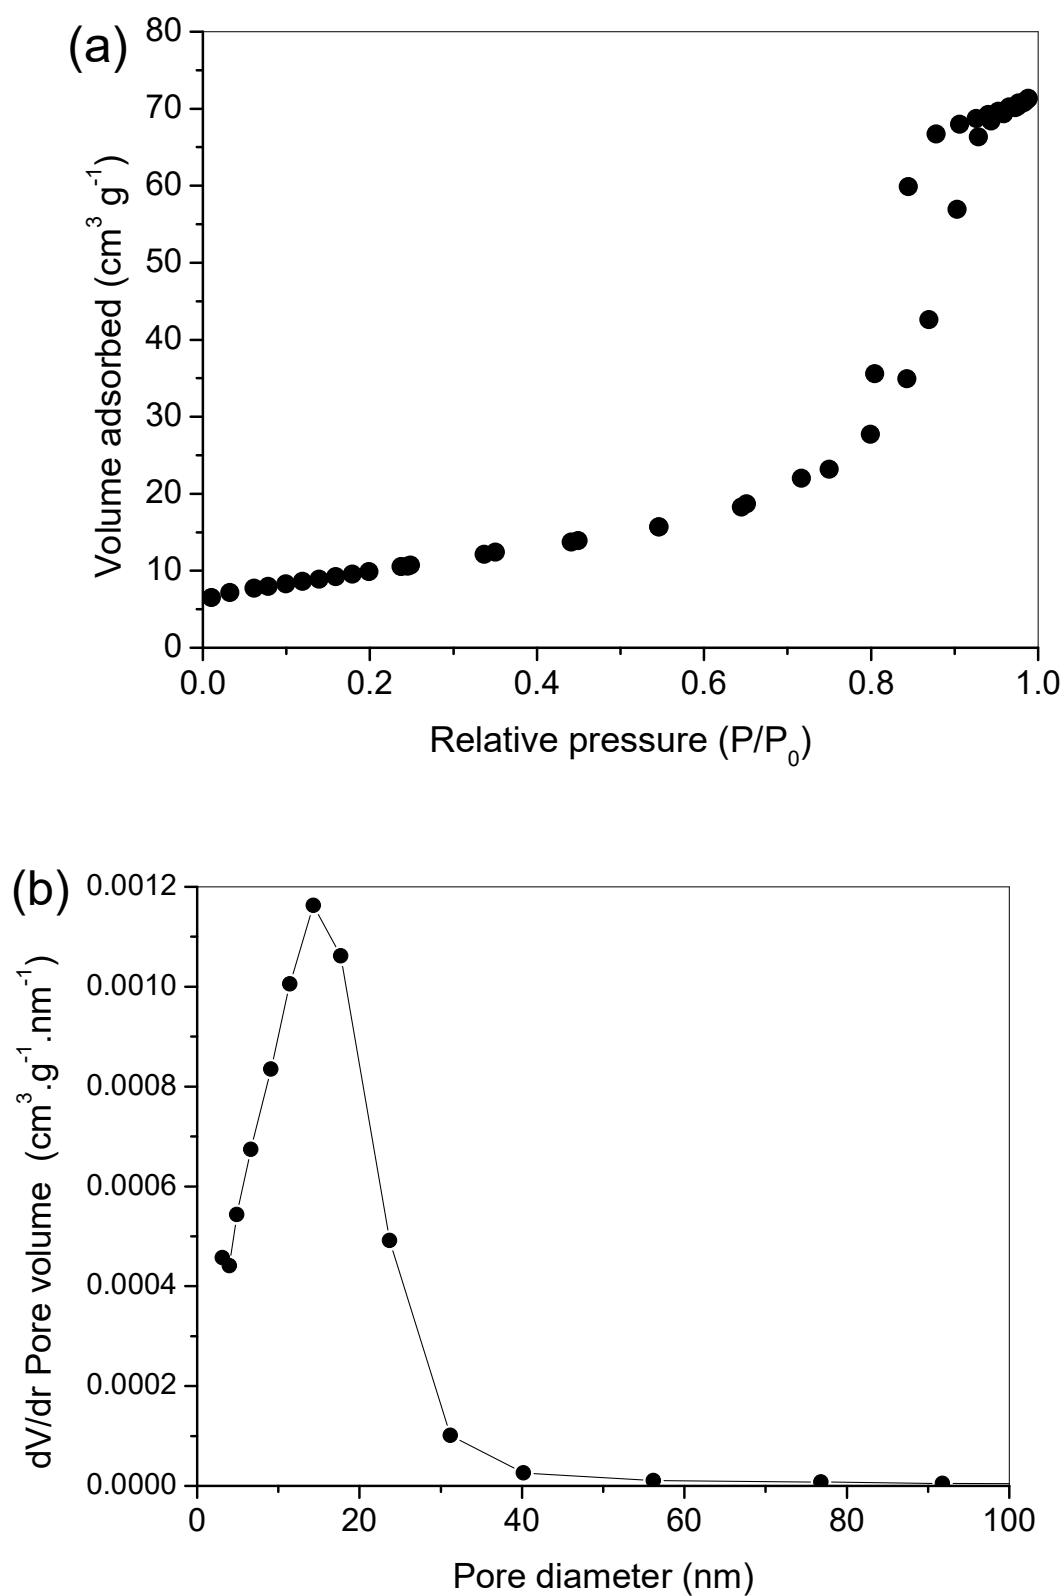 (a)
80
70
60
50
40
30
20
10
0
Volume adsorbed (cm³ g⁻¹)
0.0 0.2 0.4 0.6 0.8 1.0
Relative pressure (P/P₀)
(b)
0.0012
0.0010
0.0008
0.0006
0.0004
0.0002
0.0000
dV/dr Pore volume (cm³.g⁻¹.nm⁻¹)
0 20 40 60 80 100
Pore diameter (nm)